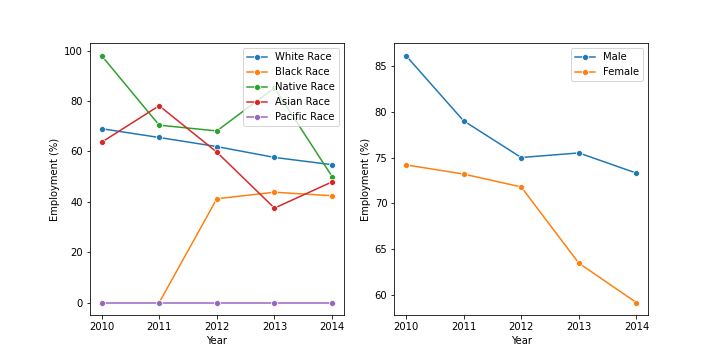 100
80
60
40
20
0
Employment (%)
2010 2011 2012 2013 2014
Year
White Race
Black Race
Native Race
Asian Race
Pacific Race
85
80
75
70
65
60
Employment (%)
2010 2011 2012 2013 2014
Year
Male
Female